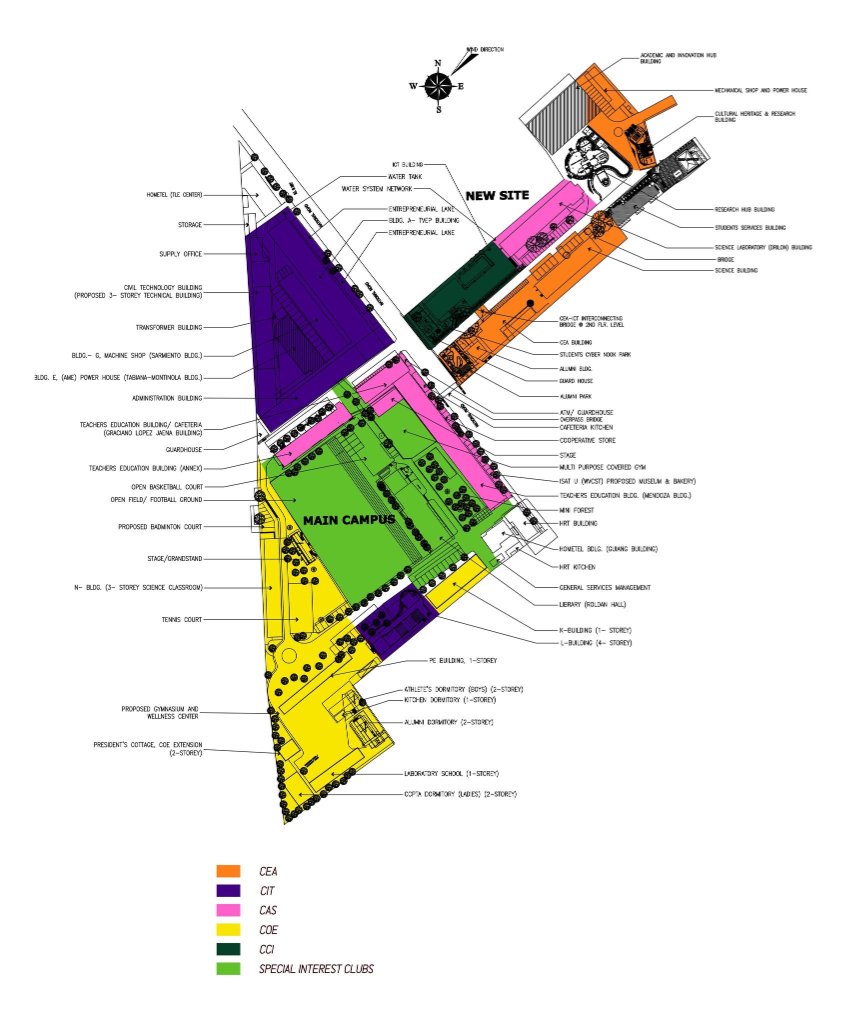 WIND DIRECTION
N
W
E
S
ACADEMIC AND INNOVATION HUB
BUILDING
MECHANICAL SHOP AND POWER HOUSE
CULTURAL HERITAGE & RESEARCH
BUILDING
ICT BUILDING
WATER TANK
WATER SYSTEM NETWORK
NEW SITE
HOMETEL (TLE CENTER)
ENTREPRENEURIAL LANE
BLDG. A- TVEP BUILDING
ENTREPRENEURIAL LANE
RESEARCH HUB BUILDING
STORAGE
STUDENTS SERVICES BUILDING
SUPPLY OFFICE
SCIENCE LABORATORY (DRILON) BUILDING
BRIDGE
SCIENCE BUILDING
CIVIL TECHNOLOGY BUILDING
(PROPOSED 3- STOREY TECHNICAL BUILDING)
TRANSFORMER BUILDING
CEA-ICT INTERCONNECTING
BRIDGE @ 2ND FLR. LEVEL
CEA BUILDING
BLDG.- G, MACHINE SHOP (SARMIENTO BLDG.)
STUDENTS CYBER NOOK PARK
ALUMNI BLDG.
BLDG. E, (AME) POWER HOUSE (TABIANA-MONTINOLA BLDG.)
GUARD HOUSE
ADMINISTRATION BUILDING
ALUMNI PARK
ATM/ GUARDHOUSE
OVERPASS BRIDGE
TEACHERS EDUCATION BUILDING/ CAFETERIA
(GRACIANO LOPEZ JAENA BUILDING)
CAFETERIA KITCHEN
COOPERATIVE STORE
GUARDHOUSE
STAGE
TEACHERS EDUCATION BUILDING (ANNEX)
MULTI PURPOSE COVERED GYM
ISAT U (WVCST) PROPOSED MUSEUM & BAKERY)
OPEN BASKETBALL COURT
TEACHERS EDUCATION BLDG. (MENDOZA BLDG.)
OPEN FIELD/ FOOTBALL GROUND
MINI FOREST
MAIN CAMPUS
HRT BUILDING
PROPOSED BADMINTON COURT
HOMETEL BDLG. (GUIANG BUILDING)
STAGE/GRANDSTAND
HRT KITCHEN
N- BLDG. (3- STOREY SCIENCE CLASSROOM)
GENERAL SERVICES MANAGEMENT
LIBRARY (ROLDAN HALL)
TENNIS COURT
K-BUILDING (1- STOREY)
L-BUILDING (4- STOREY)
PE BUILDING, 1-STOREY
ATHLETE'S DORMITORY (BOYS) (2-STOREY)
KITCHEN DORMITORY (1-STOREY)
PROPOSED GYMNASIUM AND
WELLNESS CENTER
ALUMNI DORMITORY (2-STOREY)
PRESIDENT'S COTTAGE, COE EXTENSION
(2-STOREY)
LABORATORY SCHOOL (1-STOREY)
COPTA DORMITORY (LADIES) (2-STOREY)
CEA
CIT
CAS
COE
CCI
SPECIAL INTEREST CLUBS